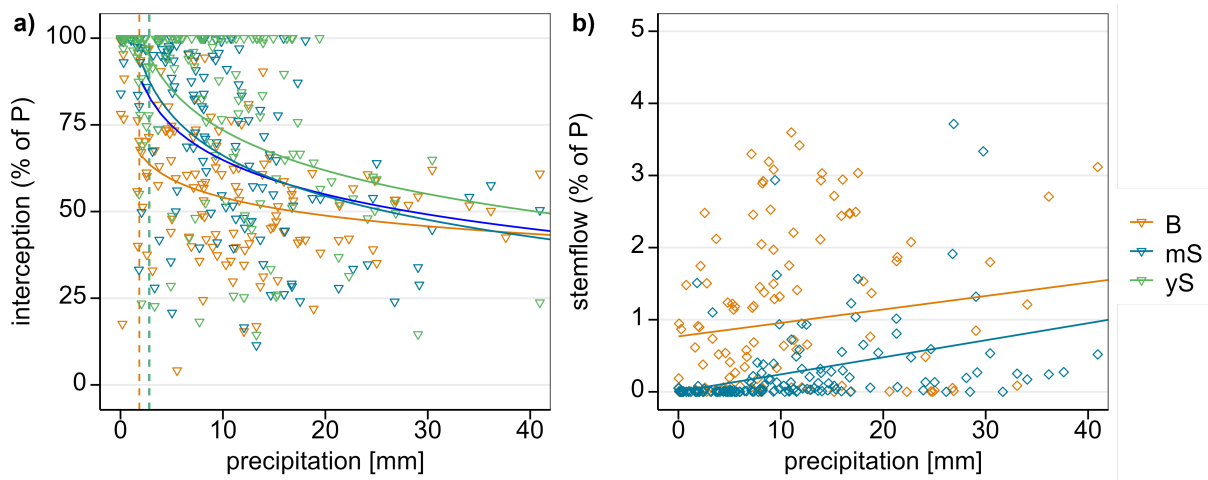 a)
interception (% of P)
100
75
50
25
0
0 10 20 30 40
precipitation [mm]
b)
stemflow (% of P)
5
4
3
2
1
0
0 10 20 30 40
precipitation [mm]
B
mS
yS